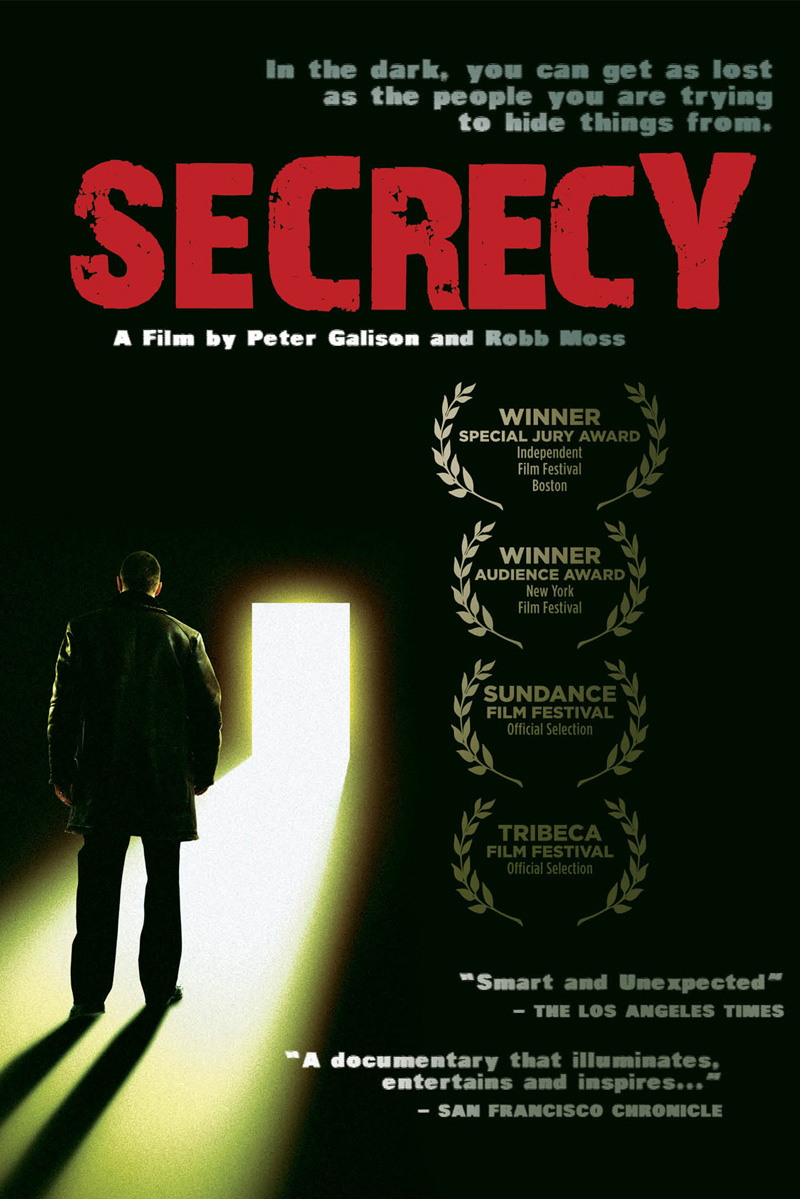 In the dark, you can get as lost
as the people you are trying
to hide things from.
SECRECY
A Film by Peter Galison and Robb Moss
WINNER
SPECIAL JURY AWARD
Independent
Film Festival
Boston
WINNER
AUDIENCE AWARD
New York
Film Festival
SUNDANCE
FILM FESTIVAL
Official Selection
TRIBECA
FILM FESTIVAL
Official Selection
"Smart and Unexpected"
– THE LOS ANGELES TIMES
"A documentary that illuminates,
entertains and inspires..."
– SAN FRANCISCO CHRONICLE